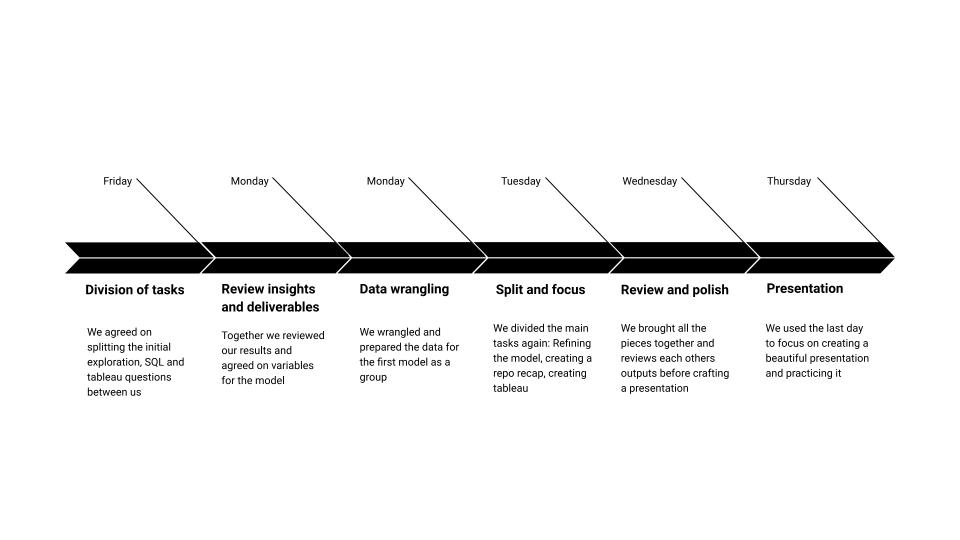 Friday
Monday
Monday
Tuesday
Wednesday
Thursday
Division of tasks
We agreed on
splitting the initial
exploration, SQL and
tableau questions
between us
Review insights
and deliverables
Together we reviewed
our results and
agreed on variables
for the model
Data wrangling
We wrangled and
prepared the data for
the first model as a
group
Split and focus
We divided the main
tasks again: Refining
the model, creating a
repo recap, creating
tableau
Review and polish
We brought all the
pieces together and
reviews each others
outputs before crafting
a presentation
Presentation
We used the last day
to focus on creating a
beautiful presentation
and practicing it